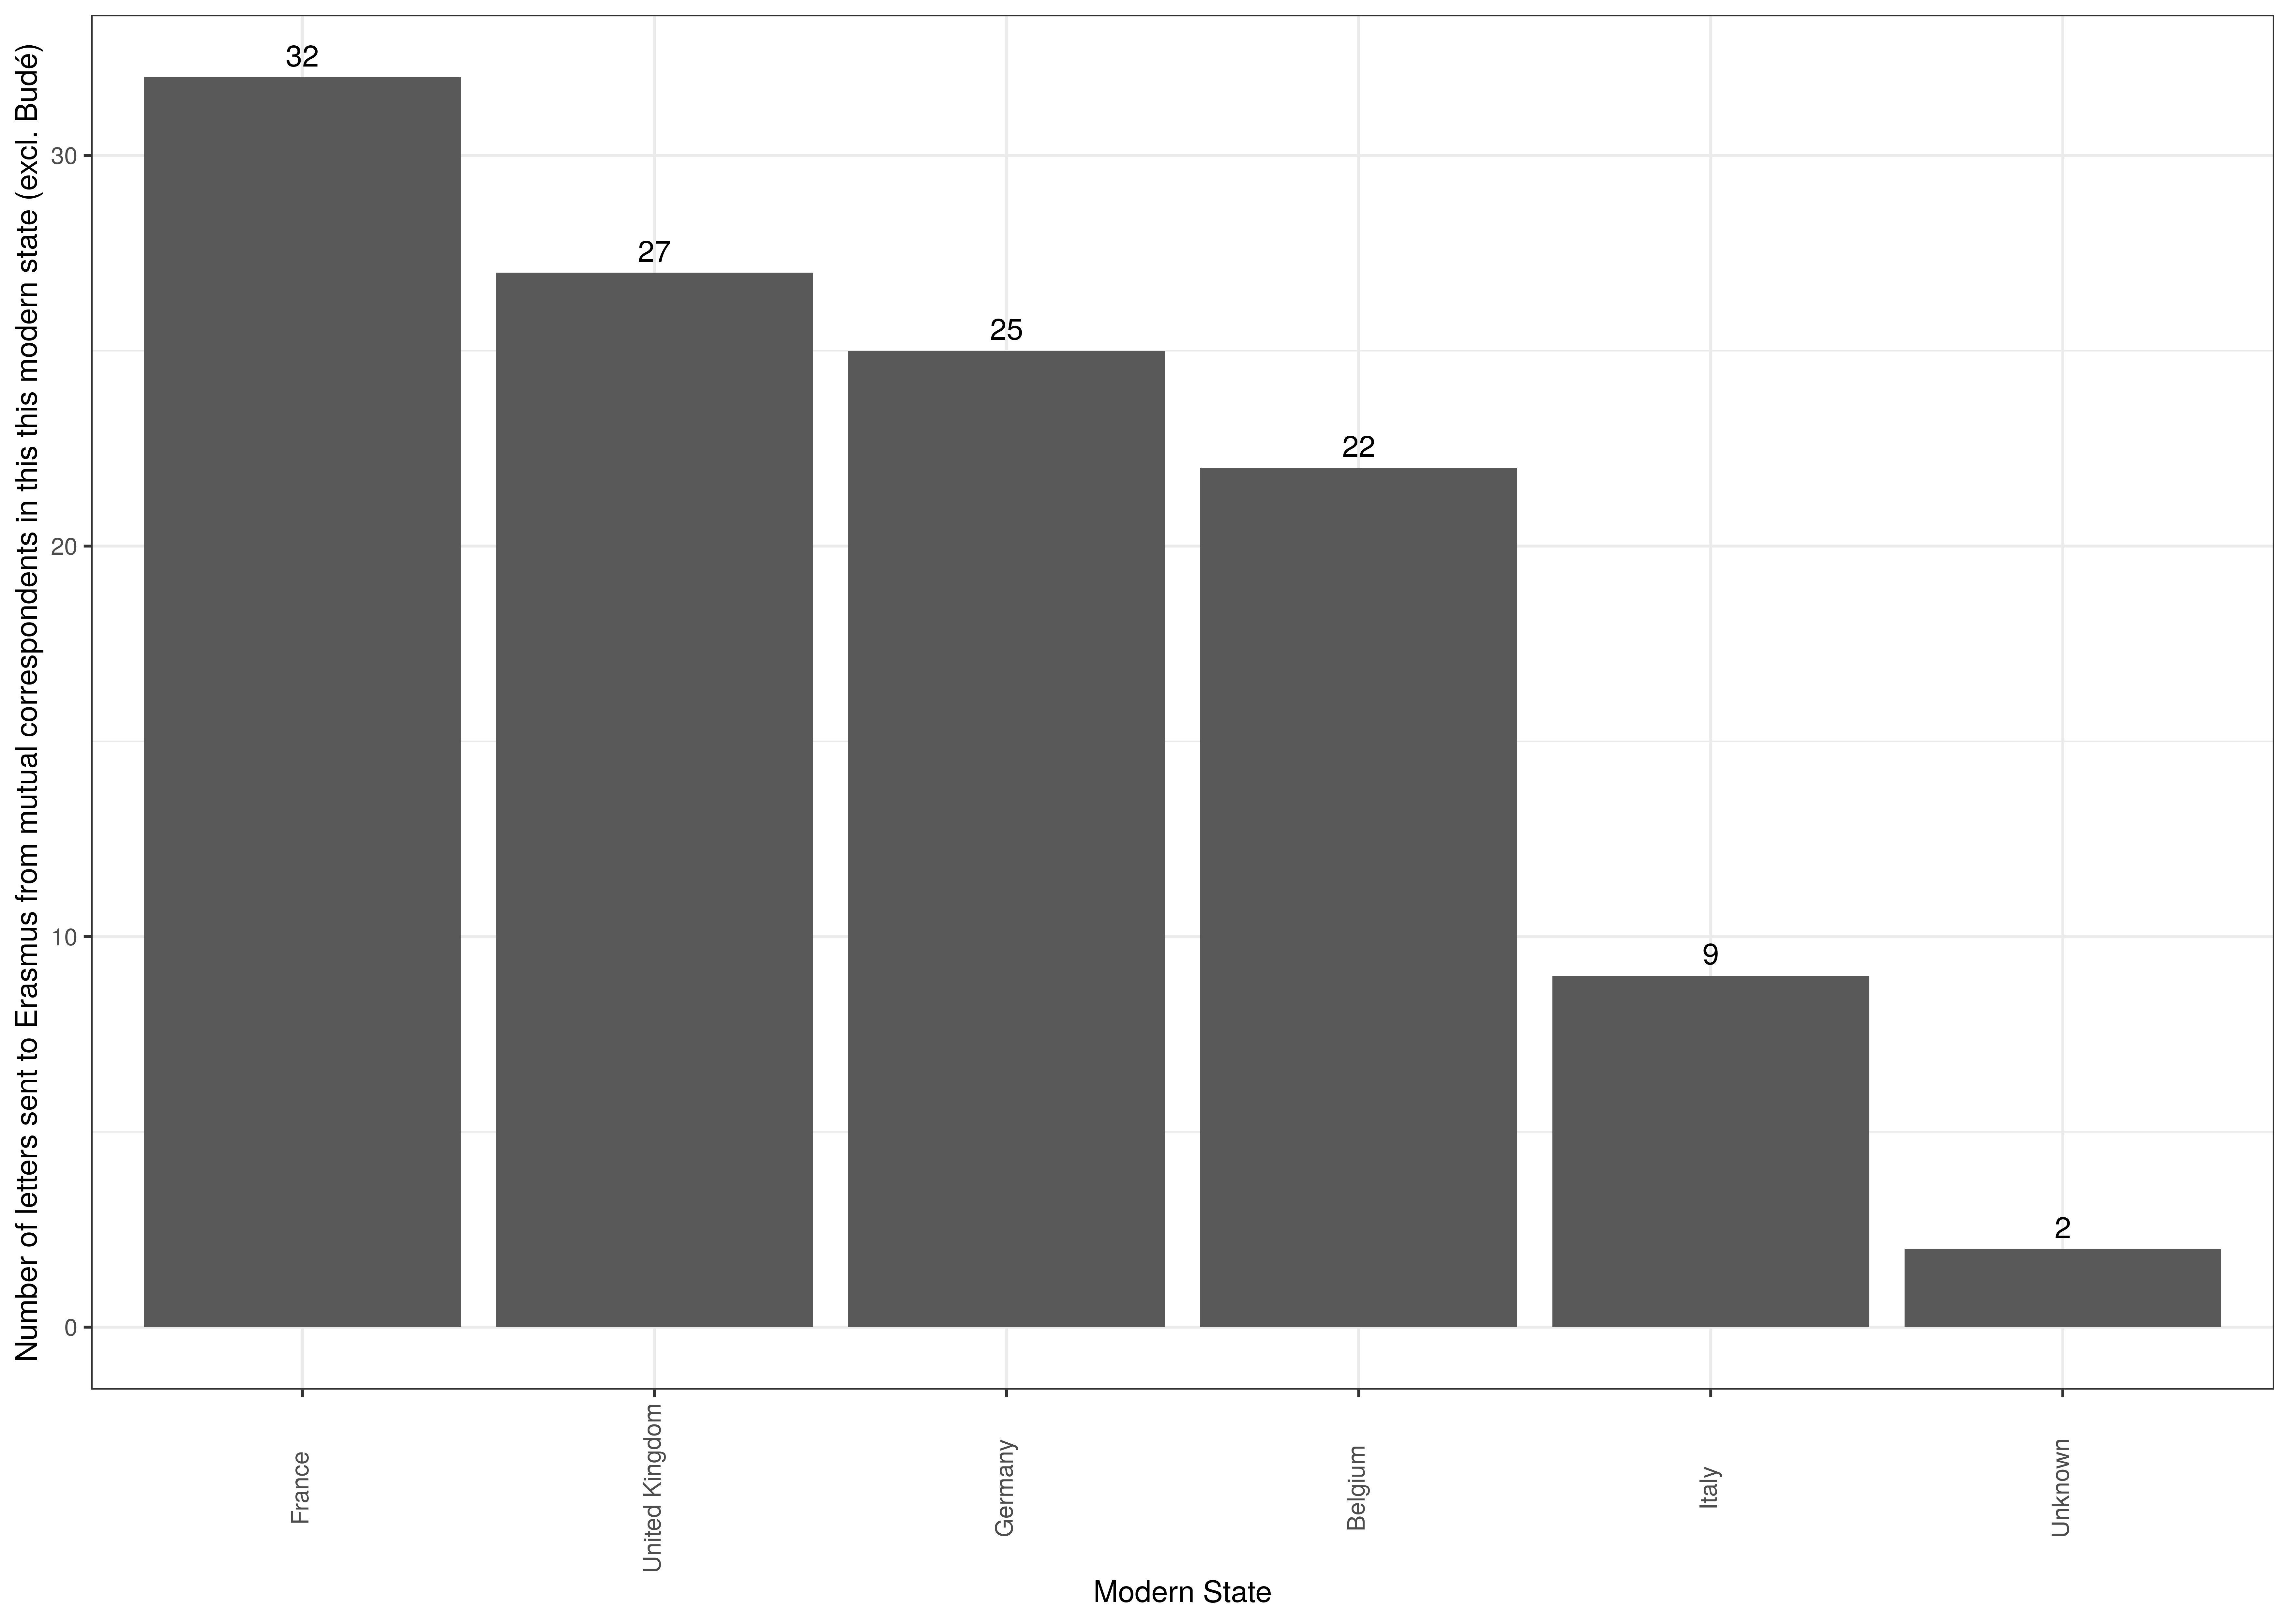 Number of letters sent to Erasmus from mutual correspondents in this this modern state (excl. Budé)
30
20
10
0
32
27
25
22
9
2
France
United Kingdom
Germany
Belgium
Italy
Unknown
Modern State